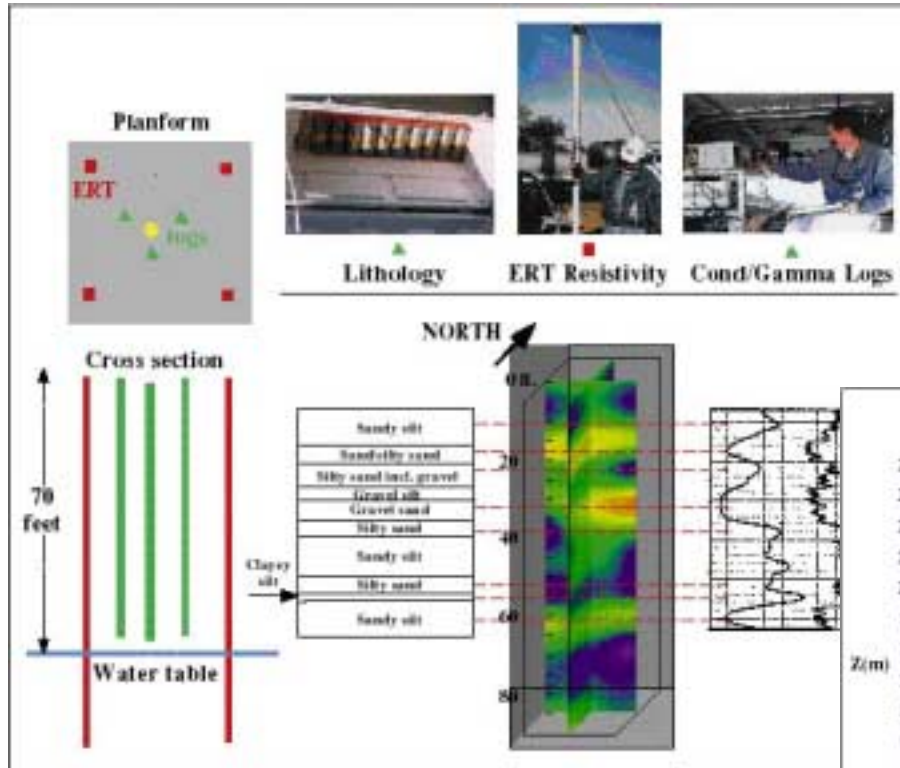 Planform
ERT
logs
Lithology
ERT Resistivity
Cond/Gamma Logs
NORTH
Cross section
0 ft.
20
40
60
80
70
feet
Sandy silt
Sand/silty sand
Silty sand incl. gravel
Gravel silt
Gravel sand
Silty sand
Sandy silt
Silty sand
Clayey
silt
Sandy silt
Water table
Z(m)